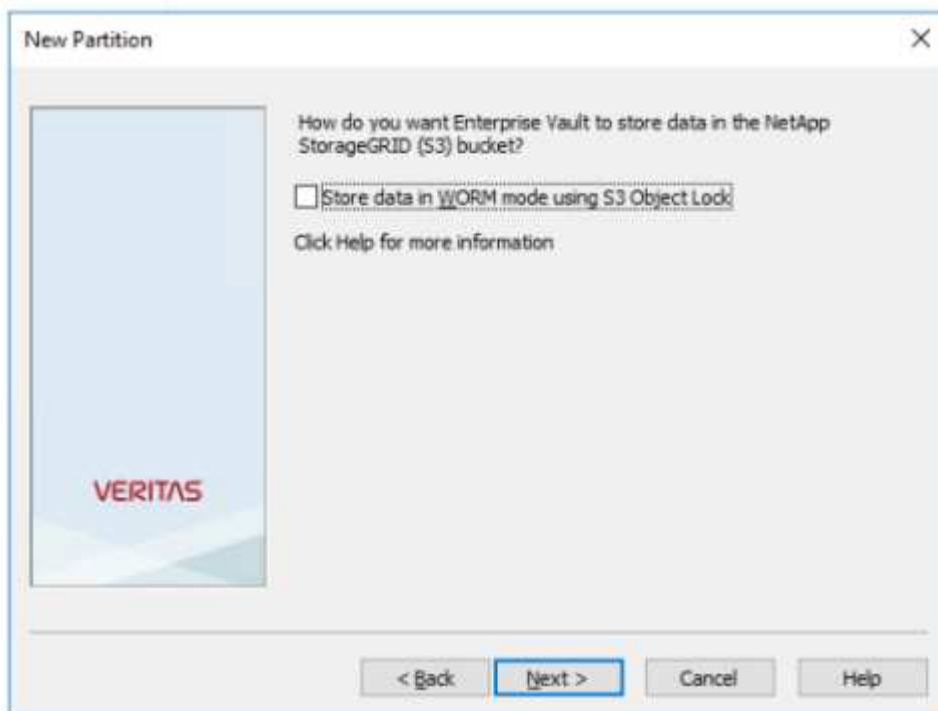 New Partition
How do you want Enterprise Vault to store data in the NetApp
StorageGRID (S3) bucket?
Store data in WORM mode using S3 Object Lock
Click Help for more information
VERITAS
< Back
Next >
Cancel
Help